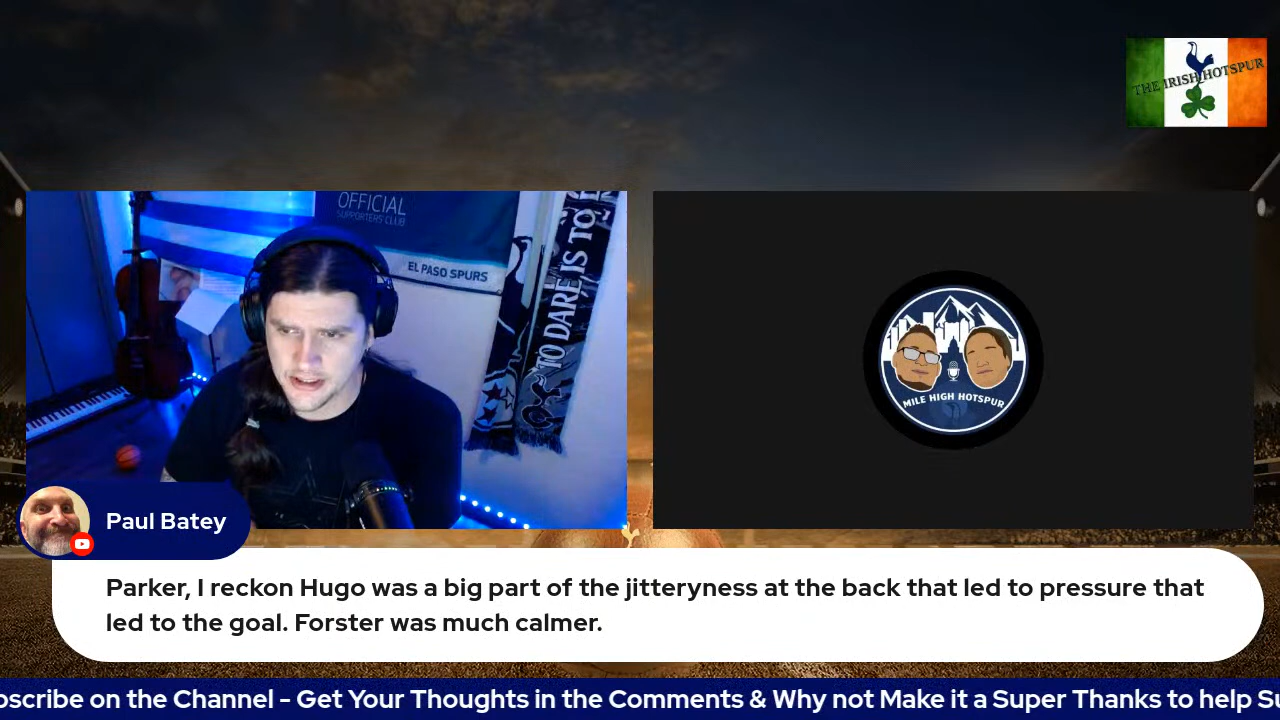 THE IRISH HOTSPUR
OFFICIAL
SUPPORTERS' CLUB
EL PASO SPURS
TO DARE IS TO
MILE HIGH HOTSPUR
Paul Batey
Parker, I reckon Hugo was a big part of the jitteryness at the back that led to pressure that
led to the goal. Forster was much calmer.
bscribe on the Channel - Get Your Thoughts in the Comments & Why not Make it a Super Thanks to help Su